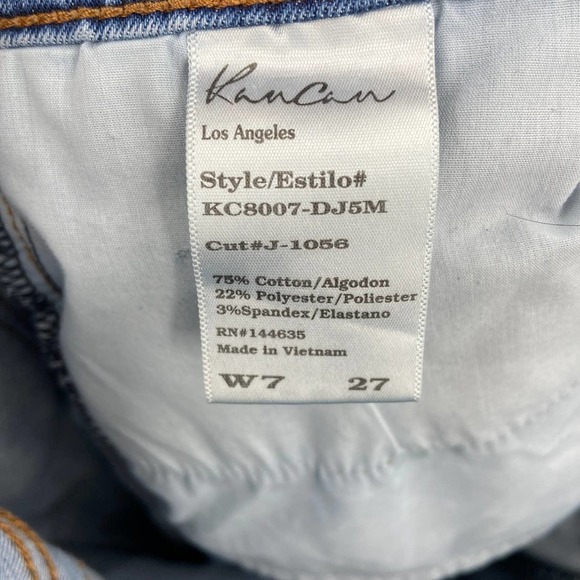 KanCan
Los Angeles
Style/Estilo#
KC8007-DJ5M
Cut#J-1056
75% Cotton/Algodon
22% Polyester/Poliester
3%Spandex/Elastano
RN#144635
Made in Vietnam
W7 27